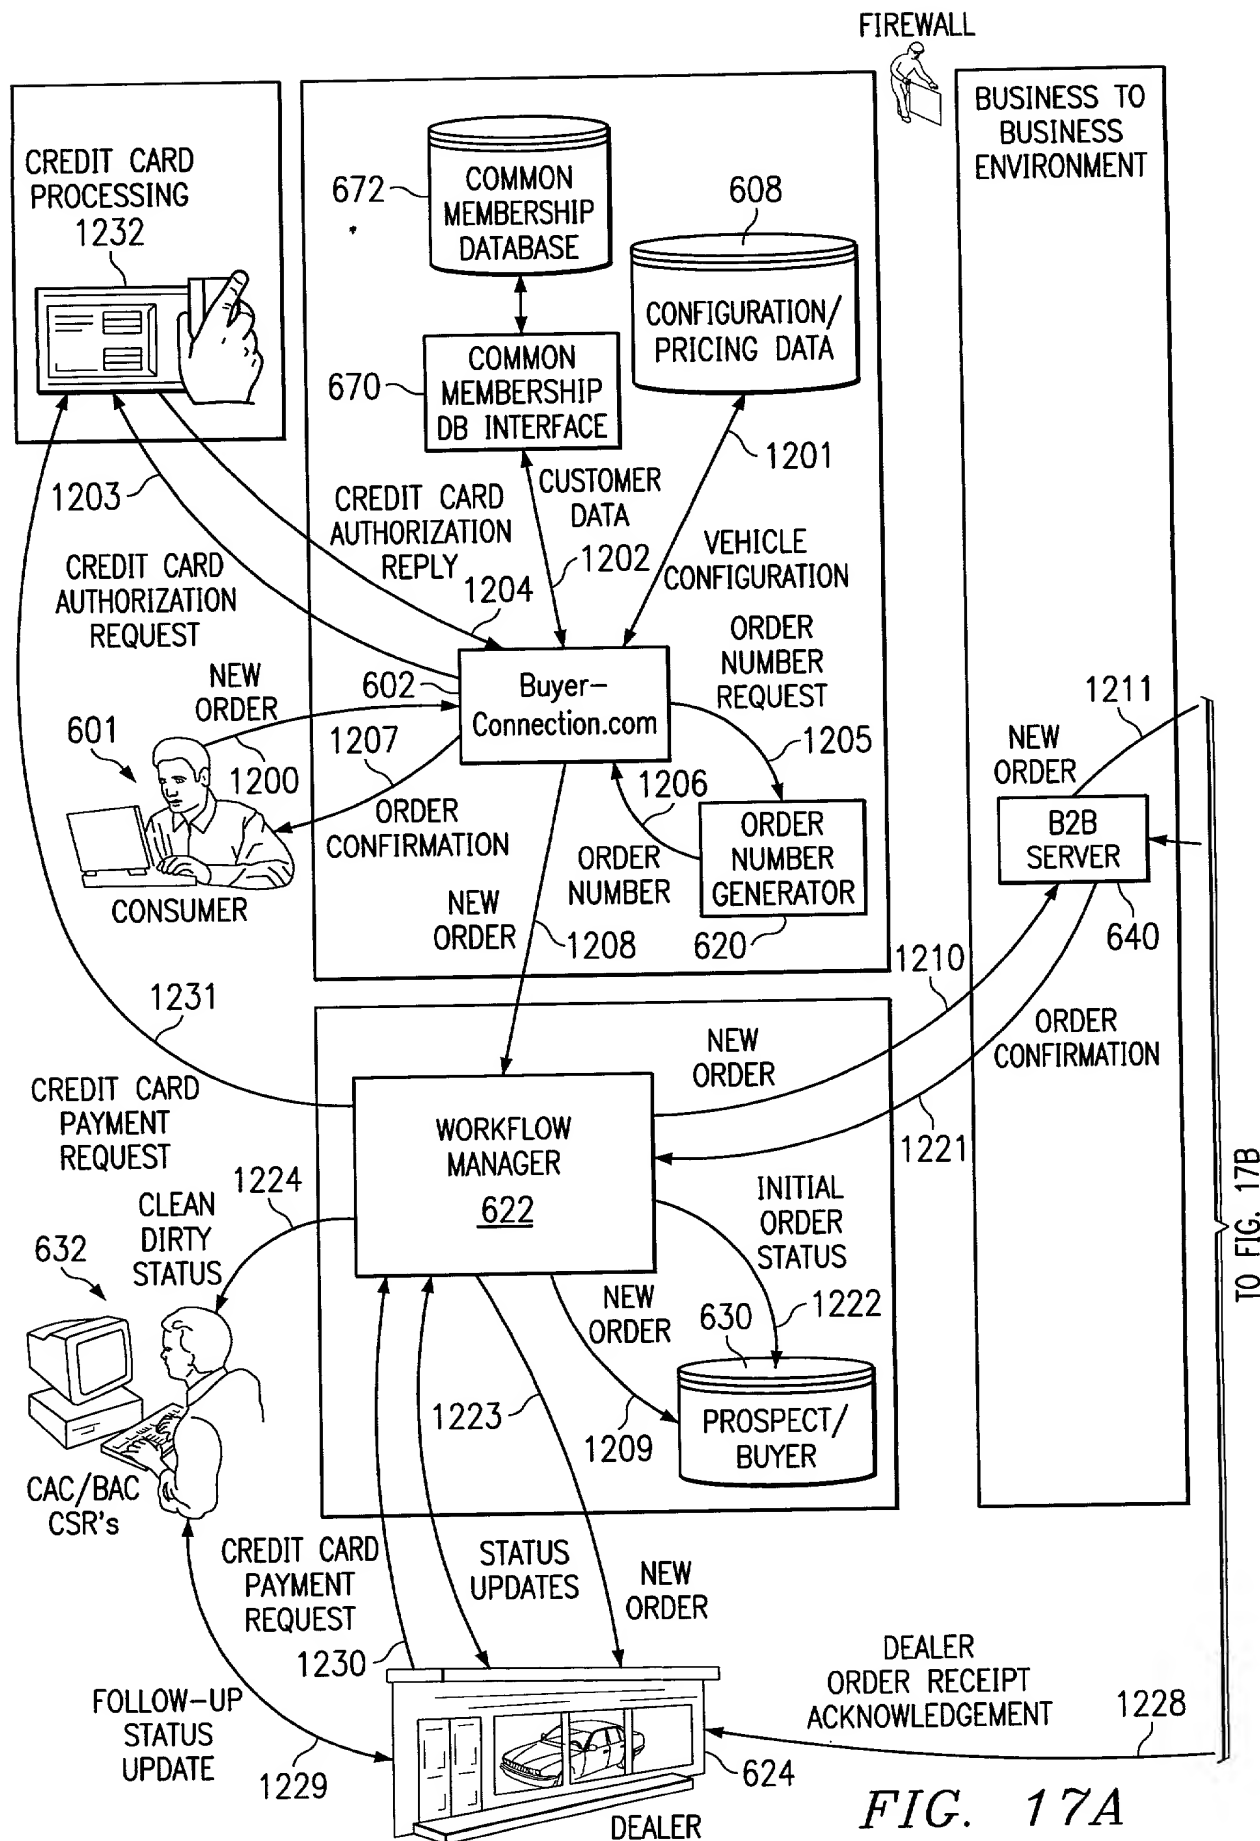 FIREWALL
CREDIT CARD
PROCESSING
1232
672
COMMON
MEMBERSHIP
DATABASE
608
CONFIGURATION/
PRICING DATA
BUSINESS TO
BUSINESS
ENVIRONMENT
670
COMMON
MEMBERSHIP
DB INTERFACE
1201
1203
CREDIT CARD
AUTHORIZATION
REPLY
CUSTOMER
DATA
1202
VEHICLE
CONFIGURATION
CREDIT CARD
AUTHORIZATION
REQUEST
1204
ORDER
NUMBER
REQUEST
602
Buyer-
Connection.com
NEW
ORDER
601
1200
1207
1205
1206
1211
NEW
ORDER
ORDER
CONFIRMATION
CONSUMER
ORDER
NUMBER
ORDER
NUMBER
GENERATOR
620
B2B
SERVER
640
NEW
ORDER
1208
1210
1231
NEW
ORDER
ORDER
CONFIRMATION
CREDIT CARD
PAYMENT
REQUEST
WORKFLOW
MANAGER
622
1221
1224
CLEAN
DIRTY
STATUS
INITIAL
ORDER
STATUS
632
NEW
ORDER
630
1222
1223
1209
PROSPECT/
BUYER
CAC/BAC
CSR's
CREDIT CARD
PAYMENT
REQUEST
STATUS
UPDATES
NEW
ORDER
1230
FOLLOW-UP
STATUS
UPDATE
1229
DEALER
ORDER RECEIPT
ACKNOWLEDGEMENT
1228
624
DEALER
TO FIG. 17B
FIG. 17A